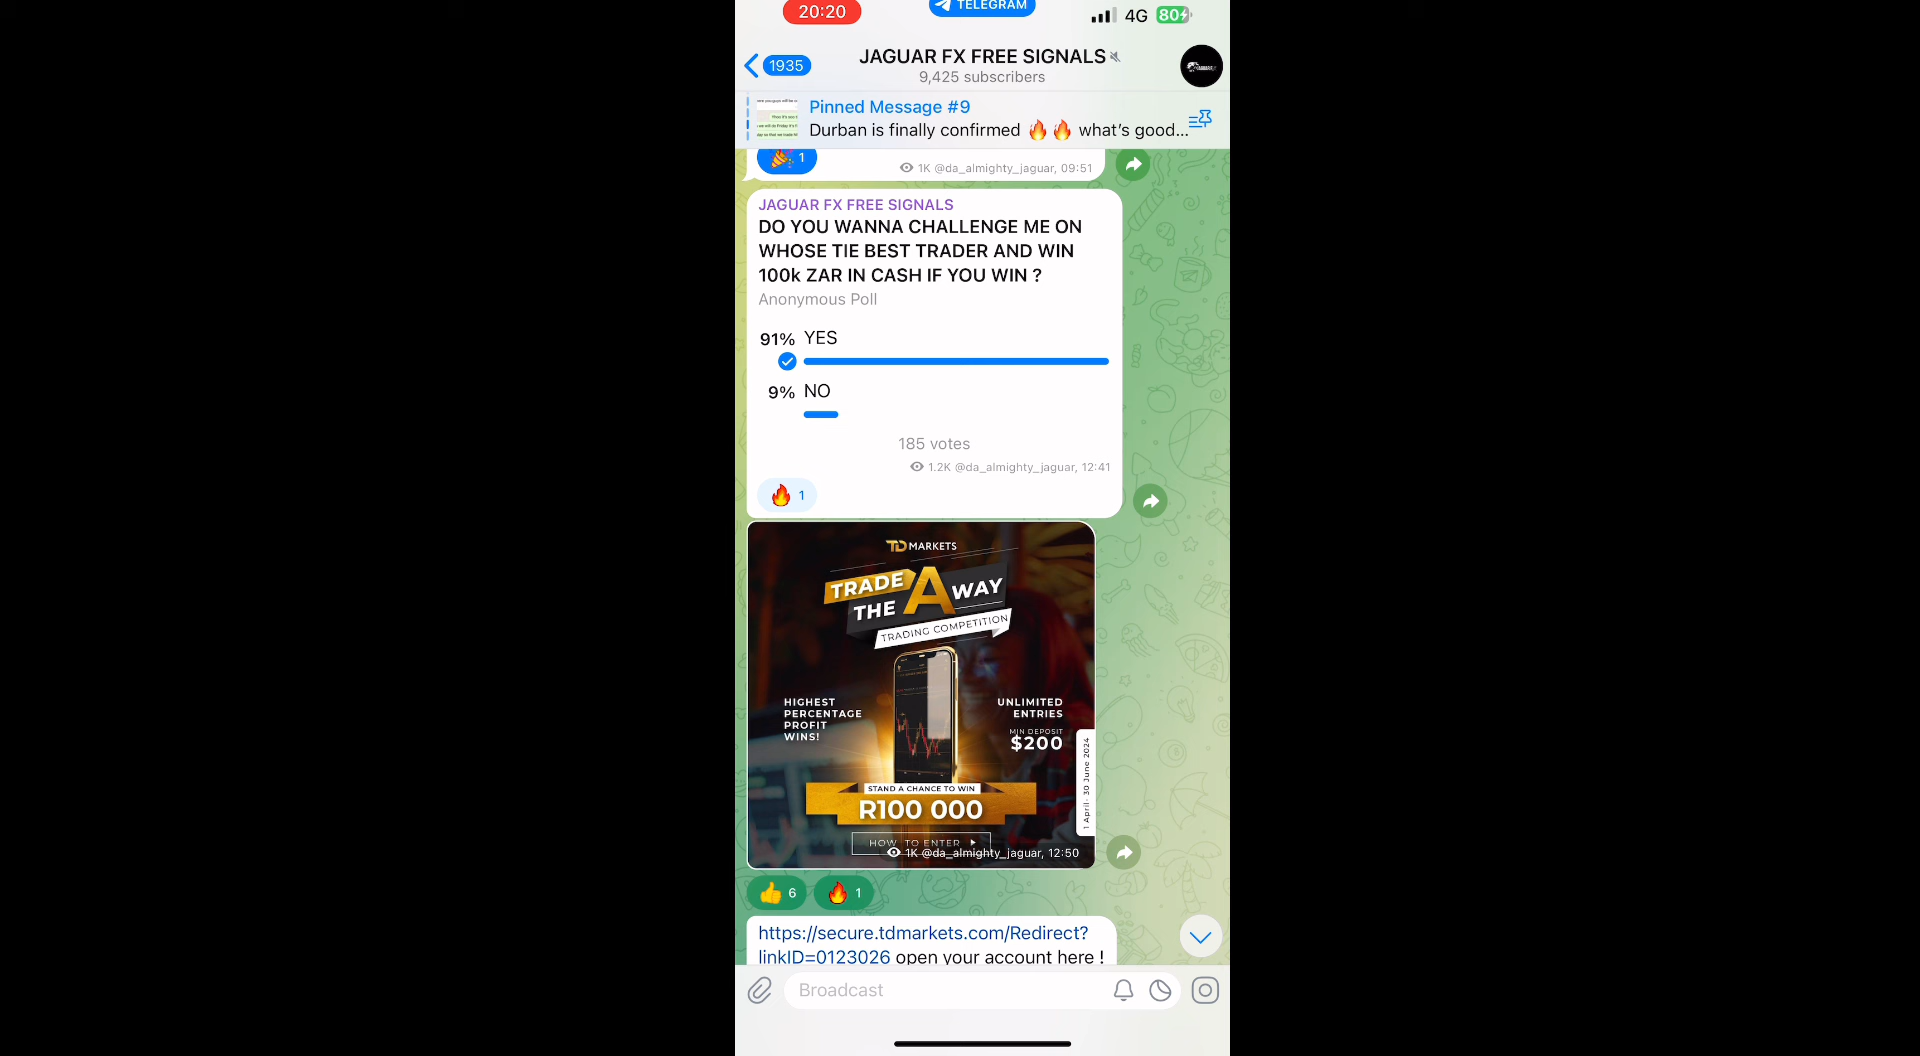 20:20
TELEGRAM
4G
80
1935
JAGUAR FX FREE SIGNALS
9,425 subscribers
Pinned Message #9
Durban is finally confirmed 🔥🔥 what's good...
🎉 1
1K @da_almighty_jaguar, 09:51
JAGUAR FX FREE SIGNALS
DO YOU WANNA CHALLENGE ME ON
WHOSE TIE BEST TRADER AND WIN
100k ZAR IN CASH IF YOU WIN ?
Anonymous Poll
91% YES
9% NO
185 votes
1.2K @da_almighty_jaguar, 12:41
🔥 1
TD MARKETS
TRADE
THE AWAY
TRADING COMPETITION
HIGHEST
PERCENTAGE
PROFIT
WINS!
UNLIMITED
ENTRIES
MIN DEPOSIT
$200
1 April - 30 June 2024
STAND A CHANCE TO WIN
R100 000
HOW TO ENTER
1K @da_almighty_jaguar, 12:50
👍 6
🔥 1
https://secure.tdmarkets.com/Redirect?
linkID=0123026 open your account here !
Broadcast